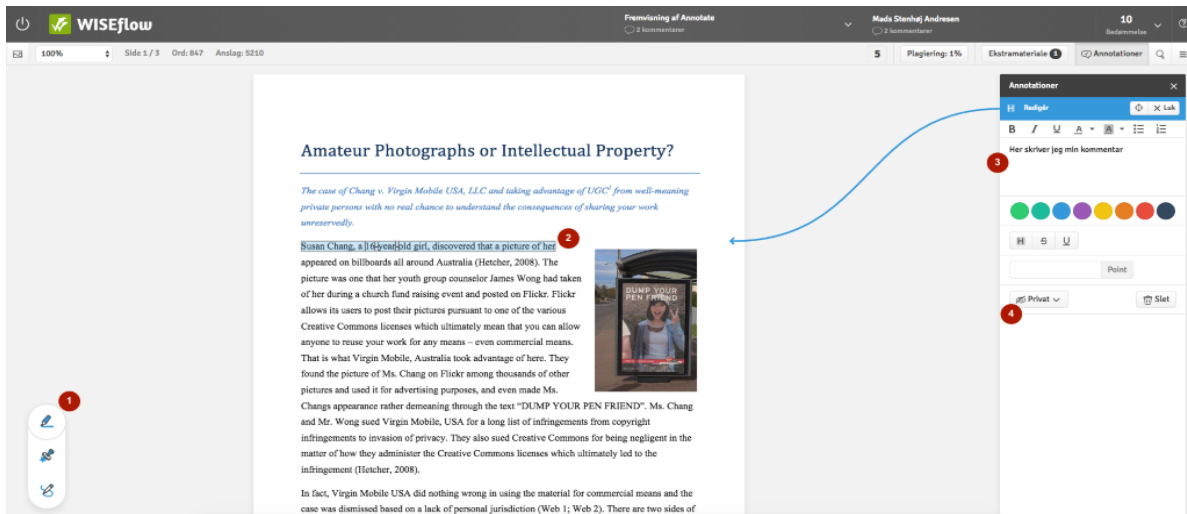 WISEflow
Fremvisning af Annotate
2 kommentarer
Mads Stenhøj Andresen
2 kommentarer
10
Bedømmelse
100%
Side 1 / 3 Ord: 847 Anslag: 5210
5
Plagiering: 1%
Ekstramateriale 1
Annotationer
Annotationer
H Redigér
Luk
B I U A A
Her skriver jeg min kommentar
3
H S U
Point
Privat
Slet
4
Amateur Photographs or Intellectual Property?
The case of Chang v. Virgin Mobile USA, LLC and taking advantage of UGC1 from well-meaning
private persons with no real chance to understand the consequences of sharing your work
unreservedly.
Susan Chang, a 16-year-old girl, discovered that a picture of her
2
appeared on billboards all around Australia (Hetcher, 2008). The
picture was one that her youth group counselor James Wong had taken
of her during a church fund raising event and posted on Flickr. Flickr
allows its users to post their pictures pursuant to one of the various
Creative Commons licenses which ultimately mean that you can allow
anyone to reuse your work for any means – even commercial means.
That is what Virgin Mobile, Australia took advantage of here. They
found the picture of Ms. Chang on Flickr among thousands of other
pictures and used it for advertising purposes, and even made Ms.
Changs appearance rather demeaning through the text “DUMP YOUR PEN FRIEND”. Ms. Chang
and Mr. Wong sued Virgin Mobile, USA for a long list of infringements from copyright
infringements to invasion of privacy. They also sued Creative Commons for being negligent in the
matter of how they administer the Creative Commons licenses which ultimately led to the
infringement (Hetcher, 2008).
In fact, Virgin Mobile USA did nothing wrong in using the material for commercial means and the
case was dismissed based on a lack of personal jurisdiction (Web 1; Web 2). There are two sides of
DUMP YOUR
PEN FRIEND
1